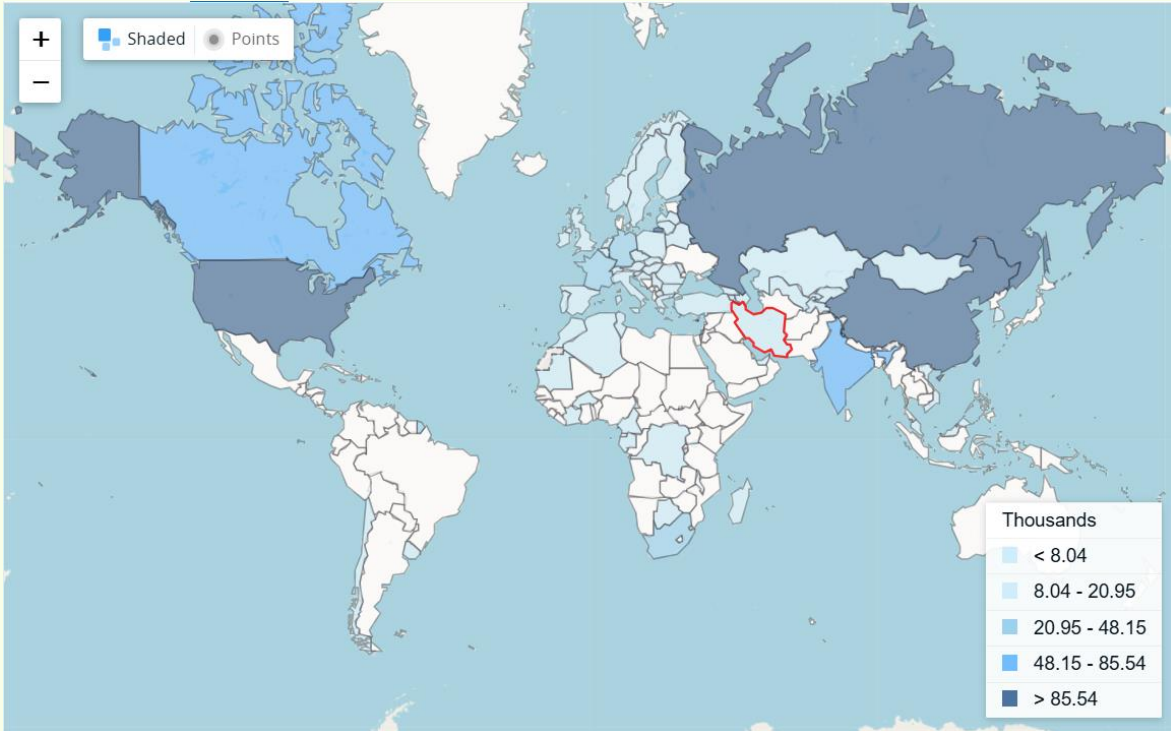 +
Shaded
Points
−
Thousands
< 8.04
8.04 - 20.95
20.95 - 48.15
48.15 - 85.54
> 85.54